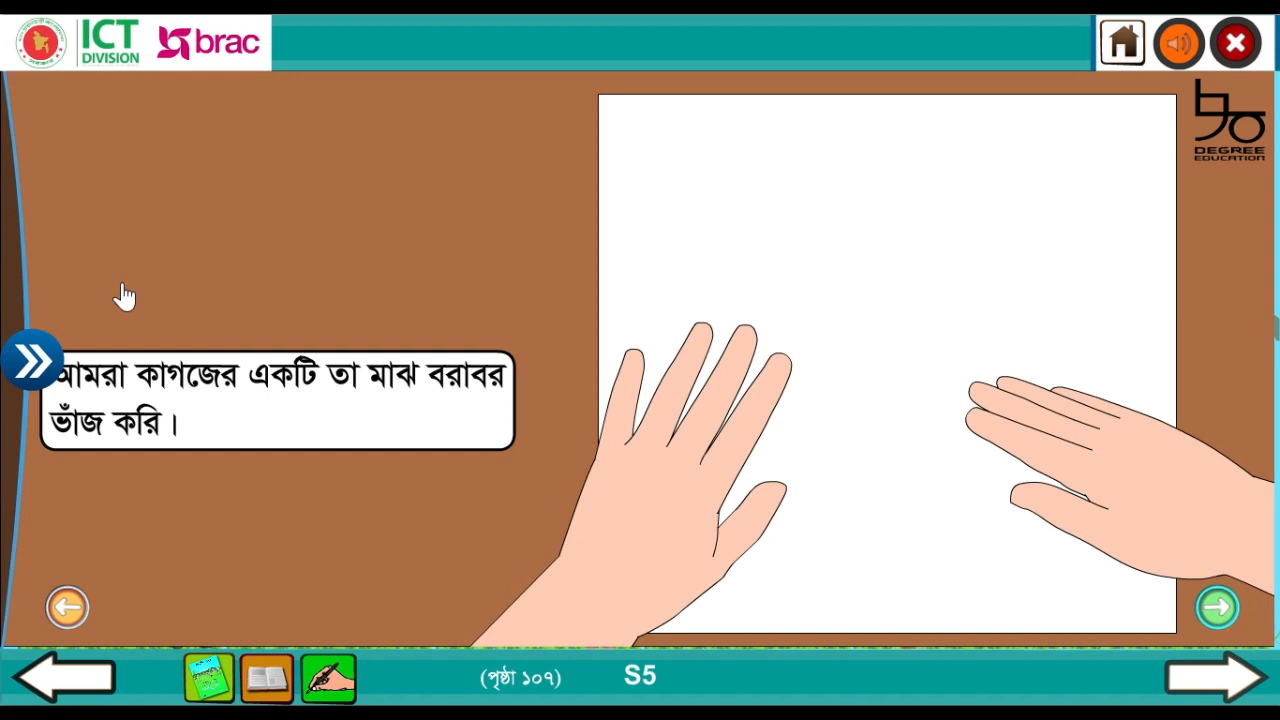 ICT
DIVISION
brac
DEGREE
EDUCATION
আমরা কাগজের একটি তা মাঝ বরাবর
ভাঁজ করি।
(পৃষ্ঠা ১০৭)
S5